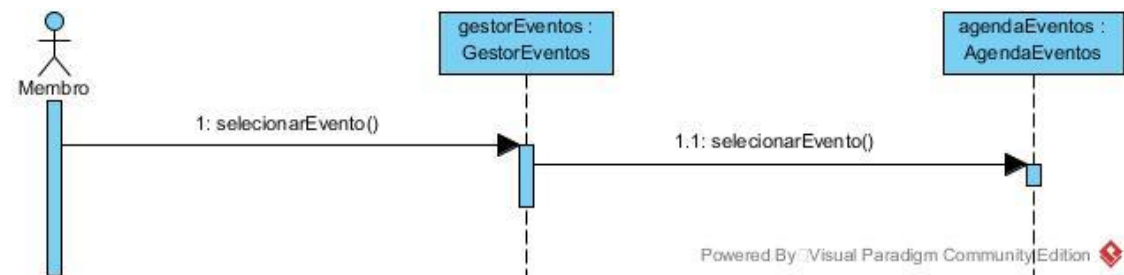 gestorEventos :
GestorEventos
agendaEventos :
AgendaEventos
Membro
1: selecionarEvento()
1.1: selecionarEvento()
Powered By Visual Paradigm Community Edition